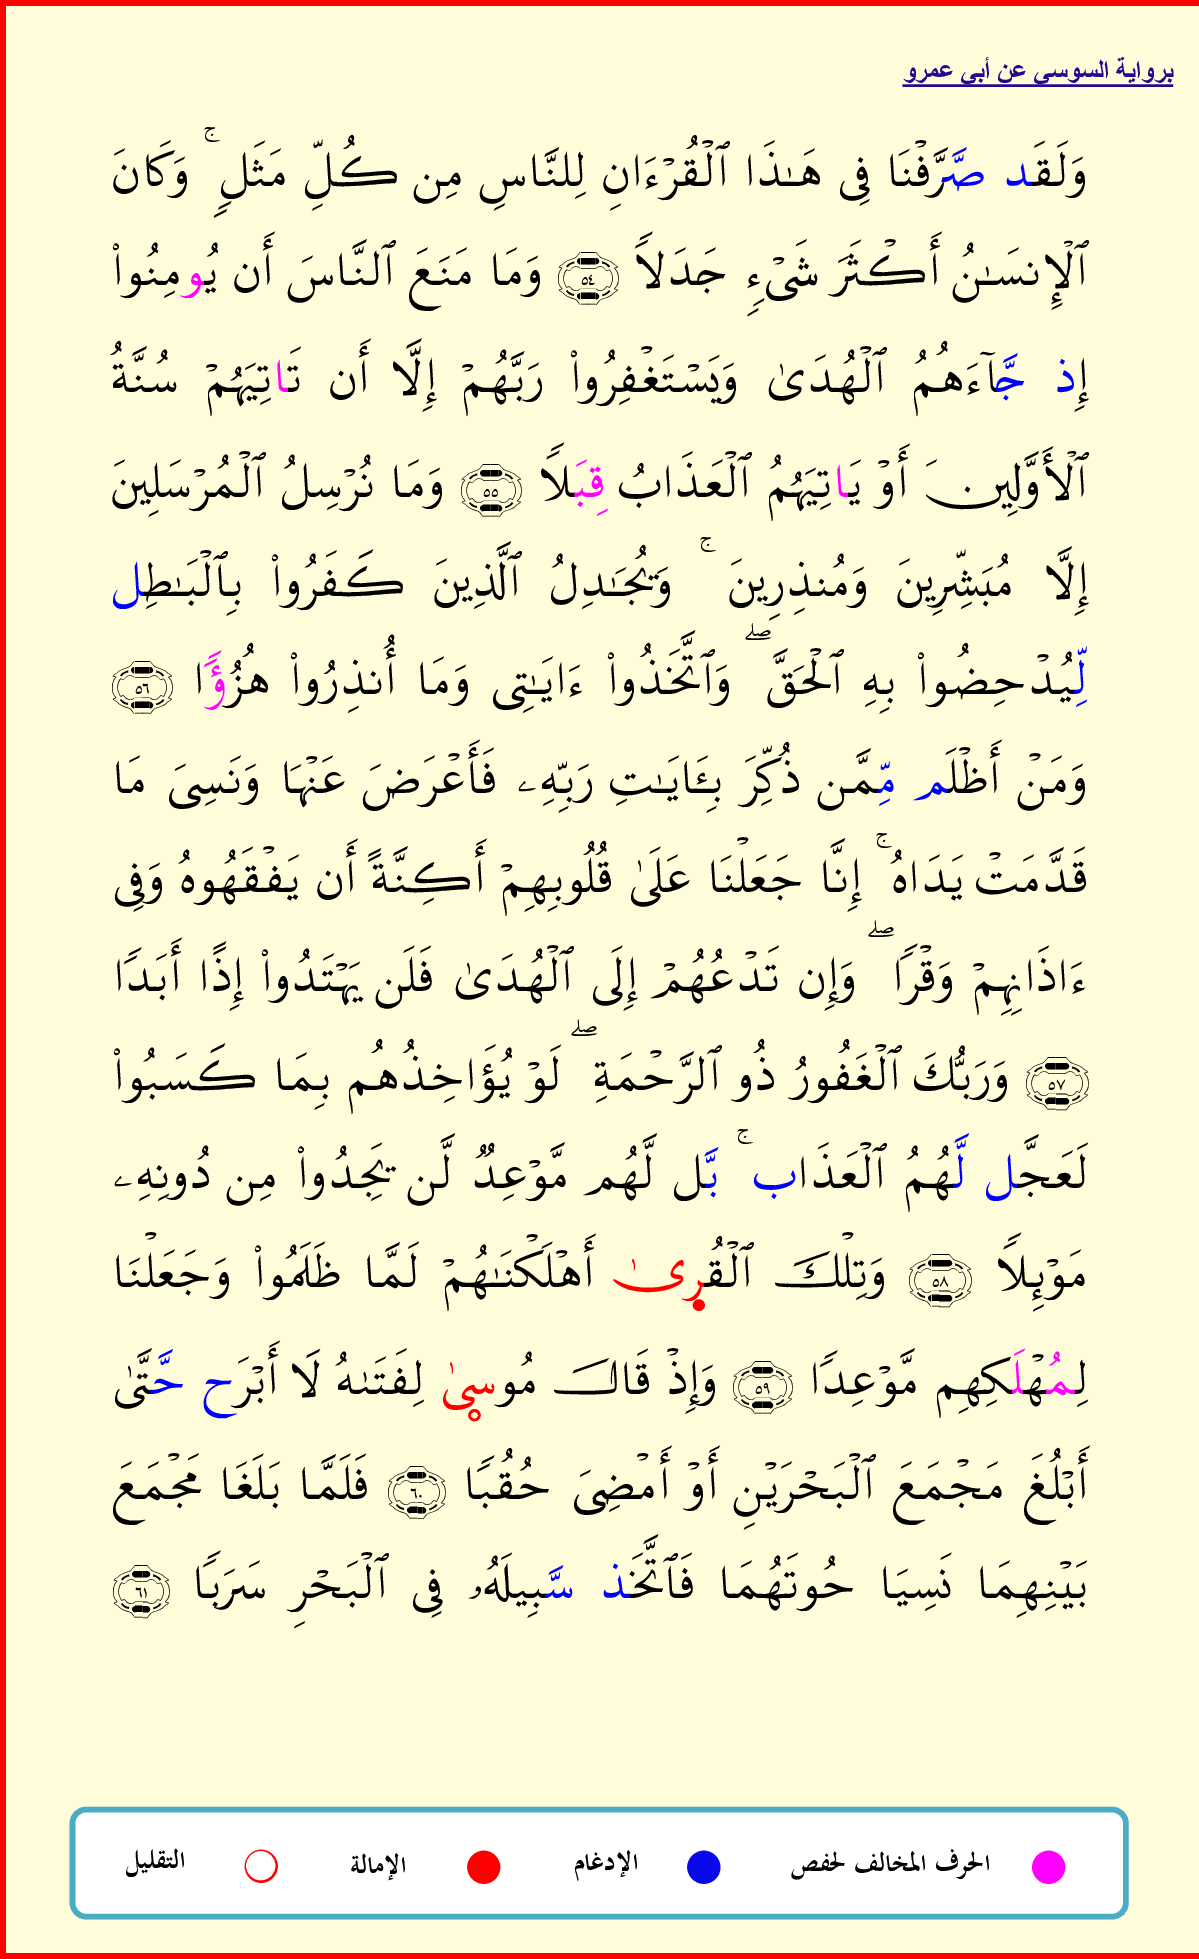 برواية السوسي عن أبي عمرو
وَلَقَد صَّرَّفْنَا فِى هَـٰذَا ٱلْقُرْءَانِ لِلنَّاسِ مِن كُلِّ مَثَلٍۢ ۚ وَكَانَ
ٱلْإِنسَـٰنُ أَكْثَرَ شَىْءٍۢ جَدَلاً ٥٤ وَمَا مَنَعَ ٱلنَّاسَ أَن يُومِنُوا۟
إِذ جَّآءَهُمُ ٱلْهُدَىٰ وَيَسْتَغْفِرُوا۟ رَبَّهُمْ إِلَّا أَن تَاتِيَهُمْ سُنَّةُ
ٱلْأَوَّلِينَ أَوْ يَاتِيَهُمُ ٱلْعَذَابُ قِبَلاً ٥٥ وَمَا نُرْسِلُ ٱلْمُرْسَلِينَ
إِلَّا مُبَشِّرِينَ وَمُنذِرِينَ ۚ وَيُجَـٰدِلُ ٱلَّذِينَ كَفَرُوا۟ بِٱلْبَـٰطِل
لِّيُدْحِضُوا۟ بِهِ ٱلْحَقَّ ۖ وَٱتَّخَذُوا۟ ءَايَـٰتِى وَمَا أُنذِرُوا۟ هُزُؤًا ٥٦
وَمَنْ أَظْلَم مِّمَّن ذُكِّرَ بِـَٔايَـٰتِ رَبِّهِۦ فَأَعْرَضَ عَنْهَا وَنَسِىَ مَا
قَدَّمَتْ يَدَاهُ ۚ إِنَّا جَعَلْنَا عَلَىٰ قُلُوبِهِمْ أَكِنَّةً أَن يَفْقَهُوهُ وَفِى
ءَاذَانِهِمْ وَقْرًا ۖ وَإِن تَدْعُهُمْ إِلَى ٱلْهُدَىٰ فَلَن يَهْتَدُوا۟ إِذًا أَبَدًا
٥٧ وَرَبُّكَ ٱلْغَفُورُ ذُو ٱلرَّحْمَةِ ۖ لَوْ يُؤَاخِذُهُم بِمَا كَسَبُوا۟
لَعَجَّل لَّهُمُ ٱلْعَذَاب ۚ بَّل لَّهُم مَّوْعِدٌ لَّن يَجِدُوا۟ مِن دُونِهِۦ
مَوْئِلاً ٥٨ وَتِلْكَ ٱلْقُرِىٰ أَهْلَكْنَـٰهُمْ لَمَّا ظَلَمُوا۟ وَجَعَلْنَا
لِمُهْلَكِهِم مَّوْعِدًا ٥٩ وَإِذْ قَالَ مُوسىٰ لِفَتَىٰهُ لَا أَبْرَح حَّتَّىٰ
أَبْلُغَ مَجْمَعَ ٱلْبَحْرَيْنِ أَوْ أَمْضِىَ حُقُبًا ٦٠ فَلَمَّا بَلَغَا مَجْمَعَ
بَيْنِهِمَا نَسِيَا حُوتَهُمَا فَٱتَّخَذ سَّبِيلَهُۥ فِى ٱلْبَحْرِ سَرَبًا ٦١
الحرف المخالف لحفص الإدغام الإمالة التقليل